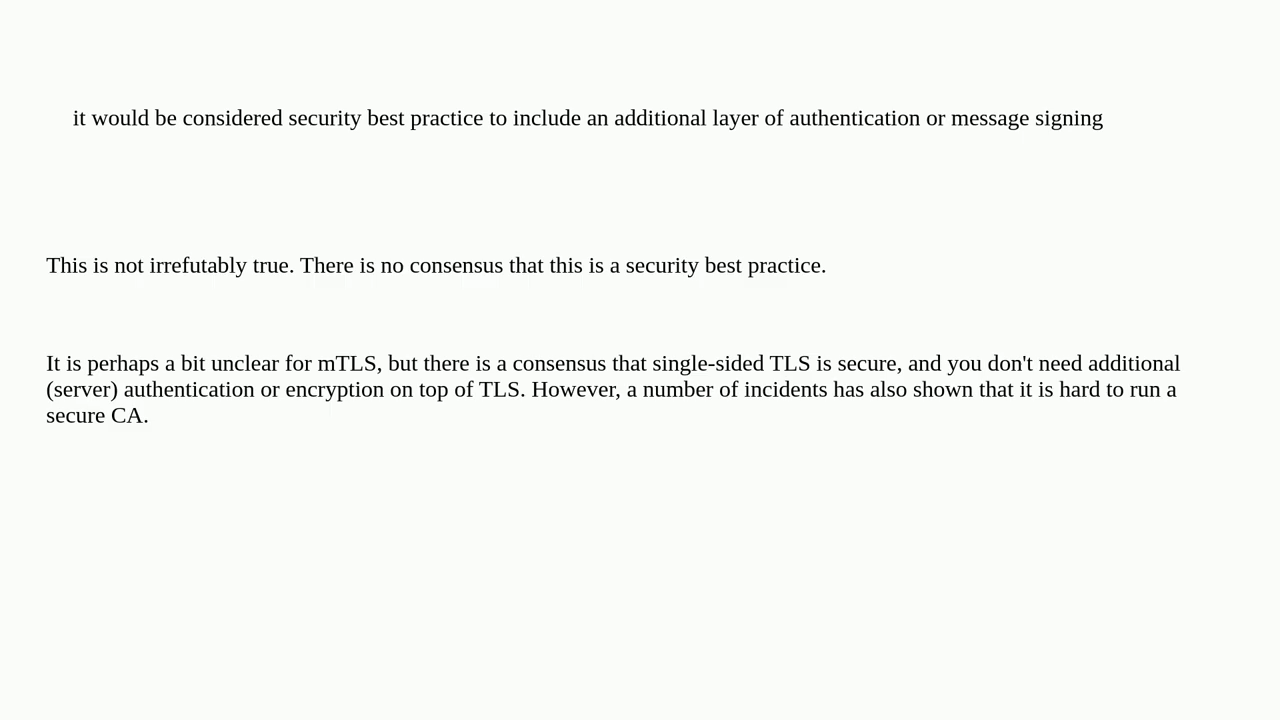 it would be considered security best practice to include an additional layer of authentication or message signing
This is not irrefutably true. There is no consensus that this is a security best practice.
It is perhaps a bit unclear for mTLS, but there is a consensus that single-sided TLS is secure, and you don't need additional
(server) authentication or encryption on top of TLS. However, a number of incidents has also shown that it is hard to run a
secure CA.